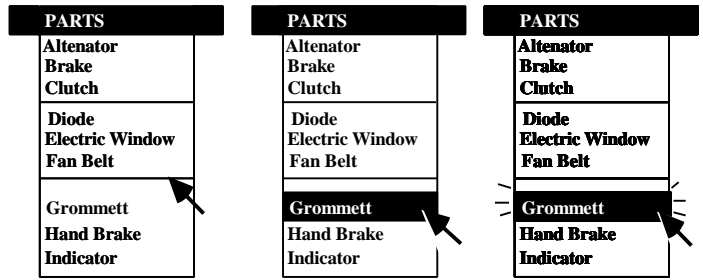 PARTS
Altenator
Brake
Clutch
Diode
Electric Window
Fan Belt
Grommett
Hand Brake
Indicator
PARTS
Altenator
Brake
Clutch
Diode
Electric Window
Fan Belt
Grommett
Hand Brake
Indicator
PARTS
Altenator
Brake
Clutch
Diode
Electric Window
Fan Belt
Grommett
Hand Brake
Indicator